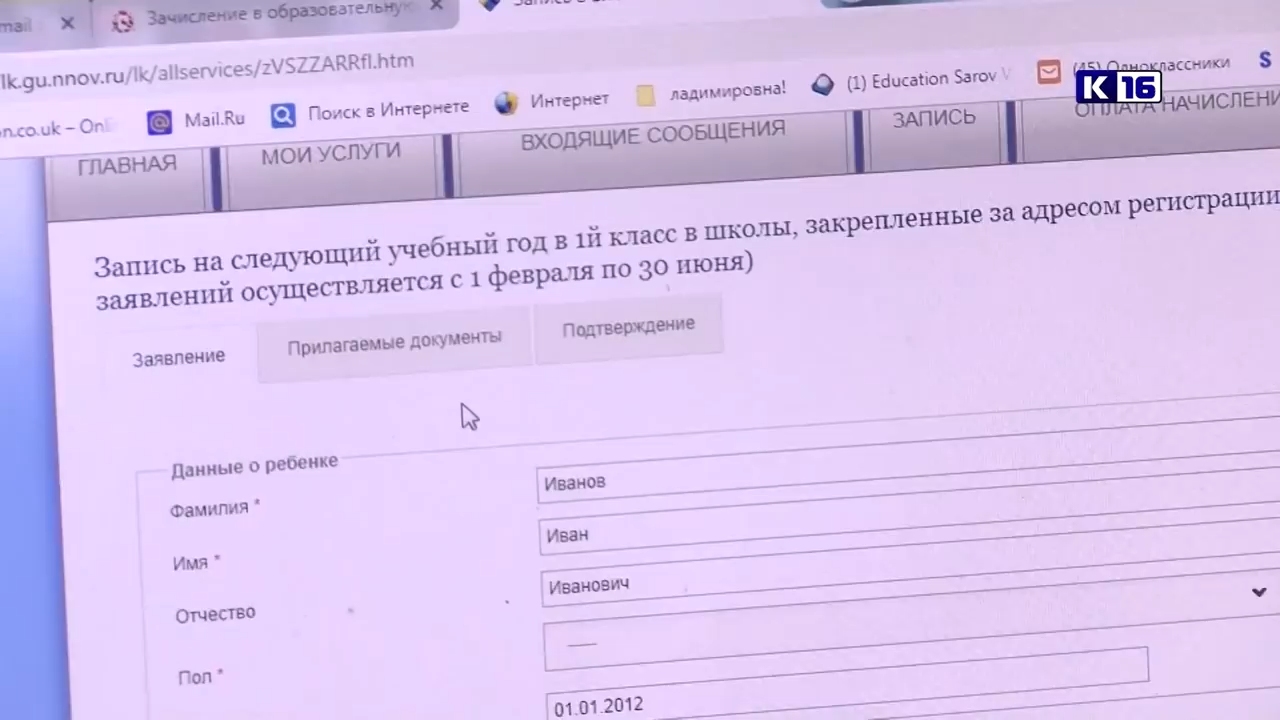 mail
Зачисление в образовательную
lk.gu.nnov.ru/lk/allservices/zVSZZARRfl.htm
Mail.Ru
Поиск в Интернете
Интернет
ладимировна!
(1) Education Sarov
(45) Одноклассники
S
К 16
ГЛАВНАЯ
МОИ УСЛУГИ
ВХОДЯЩИЕ СООБЩЕНИЯ
ЗАПИСЬ
ОПЛАТА НАЧИСЛЕНИ
Запись на следующий учебный год в 1й класс в школы, закрепленные за адресом регистрации
заявлений осуществляется с 1 февраля по 30 июня)
Заявление
Прилагаемые документы
Подтверждение
Данные о ребенке
Фамилия *
Иванов
Имя *
Иван
Отчество
Иванович
Пол *
01.01.2012